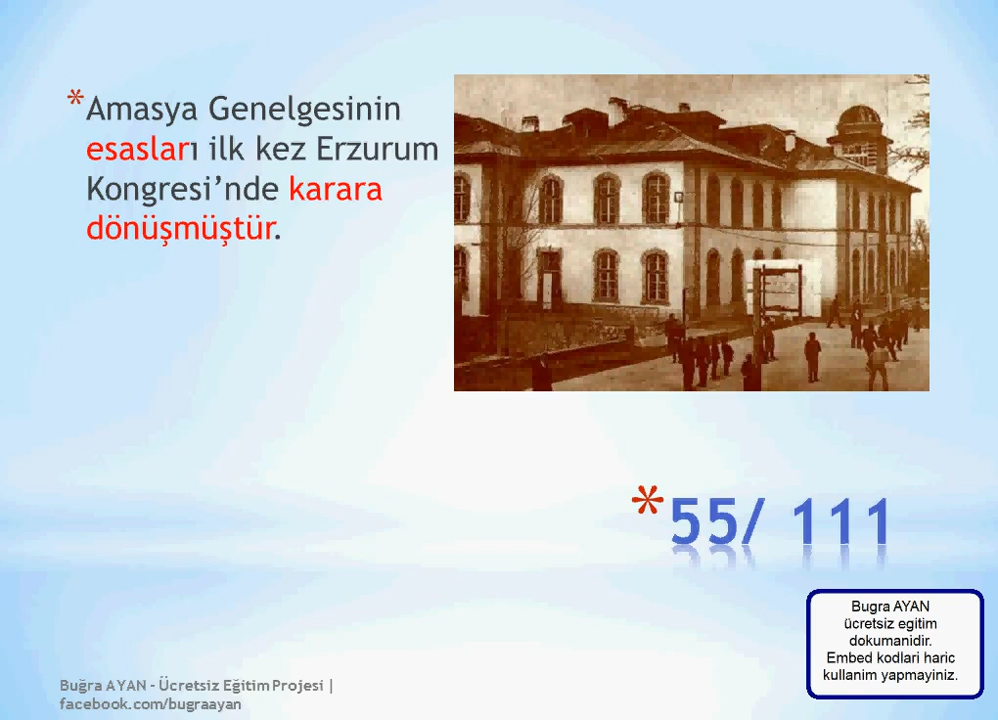 *Amasya Genelgesinin
esasları ilk kez Erzurum
Kongresi’nde karara
dönüşmüştür.
*55/ 111
Bugra AYAN
ücretsiz egitim
dokumanidir.
Embed kodlari haric
kullanim yapmayiniz.
Buğra AYAN - Ücretsiz Eğitim Projesi |
facebook.com/bugraayan